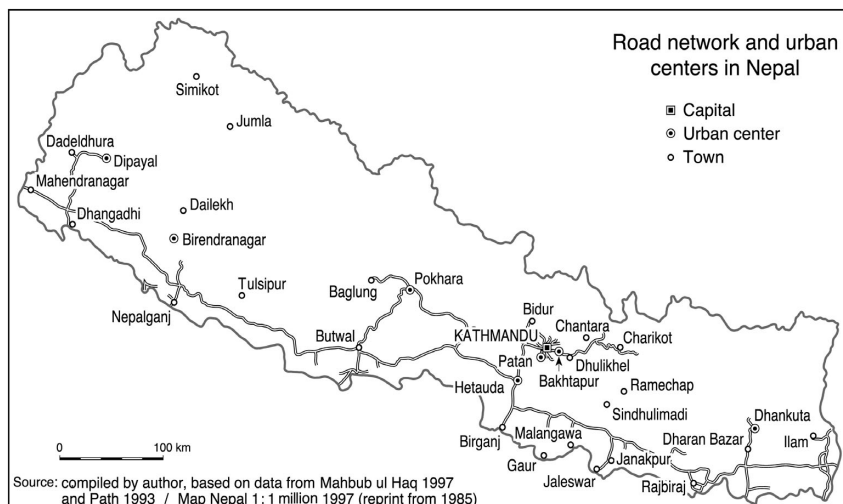 Road network and urban
centers in Nepal
Capital
Urban center
Town
Simikot
Jumla
Dadeldhura
Dipayal
Mahendranagar
Dailekh
Dhangadhi
Birendranagar
Tulsipur
Nepalganj
Baglung
Pokhara
Butwal
Bidur
KATHMANDU
Chantara
Charikot
Patan
Dhulikhel
Bakhtapur
Hetauda
Ramechap
Sindhulimadi
Birganj
Malangawa
Dharan Bazar
Dhankuta
Ilam
Gaur
Janakpur
Jaleswar
Rajbiraj
0 100 km
Source: compiled by author, based on data from Mahbub ul Haq 1997
and Path 1993 / Map Nepal 1:1 million 1997 (reprint from 1985)